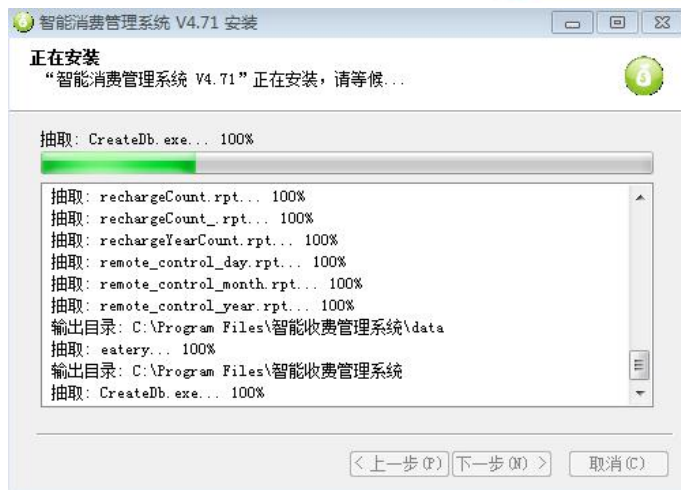 智能消费管理系统 V4.71 安装
正在安装
“智能消费管理系统 V4.71”正在安装，请等候...
抽取: CreateDb.exe... 100%
抽取: rechargeCount.rpt... 100%
抽取: rechargeCount_.rpt... 100%
抽取: rechargeYearCount.rpt... 100%
抽取: remote_control_day.rpt... 100%
抽取: remote_control_month.rpt... 100%
抽取: remote_control_year.rpt... 100%
输出目录: C:\Program Files\智能收费管理系统\data
抽取: eatery... 100%
输出目录: C:\Program Files\智能收费管理系统
抽取: CreateDb.exe... 100%
< 上一步(P) 下一步(N) > 取消(C)